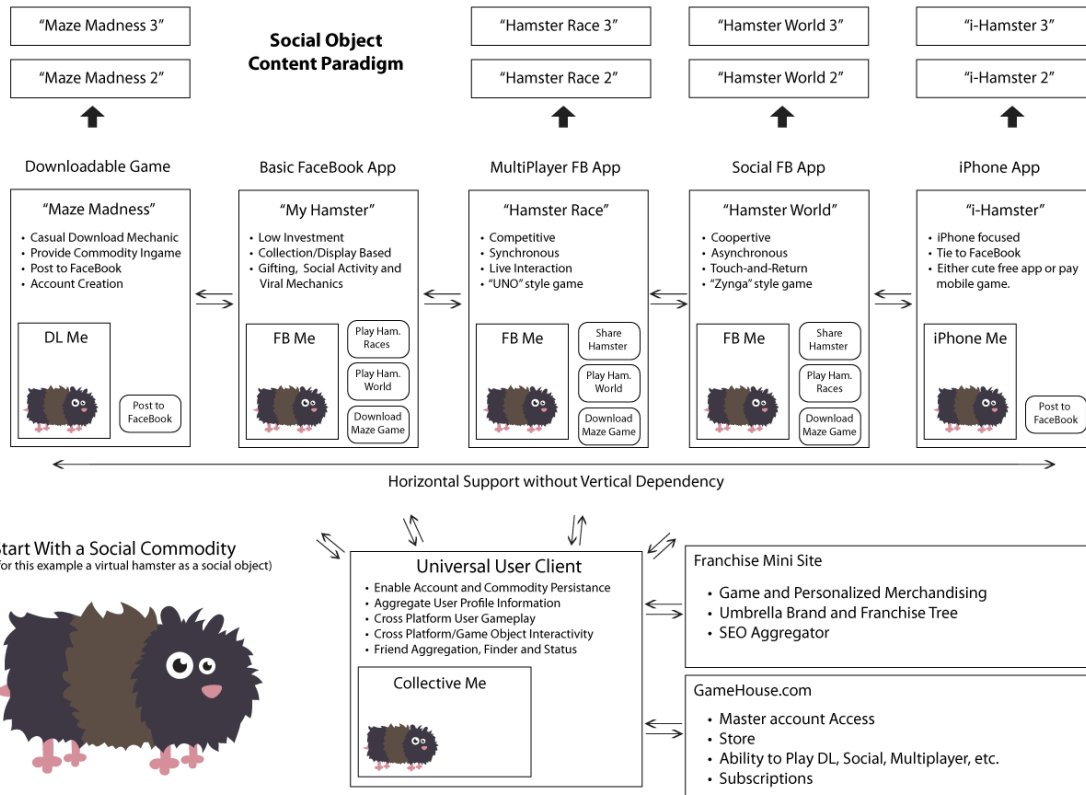 "Maze Madness 3"
"Hamster Race 3"
"Hamster World 3"
"i-Hamster 3"
Social Object
Content Paradigm
"Maze Madness 2"
"Hamster Race 2"
"Hamster World 2"
"i-Hamster 2"
Downloadable Game
"Maze Madness"
• Casual Download Mechanic
• Provide Commodity Ingame
• Post to FaceBook
• Account Creation
DL Me
Post to
FaceBook
Basic FaceBook App
"My Hamster"
• Low Investment
• Collection/Display Based
• Gifting, Social Activity and
Viral Mechanics
FB Me
Play Ham.
Races
Play Ham.
World
Download
Maze Game
MultiPlayer FB App
"Hamster Race"
• Competitive
• Synchronous
• Live Interaction
• "UNO" style game
FB Me
Share
Hamster
Play Ham.
World
Download
Maze Game
Social FB App
"Hamster World"
• Coopertive
• Asynchronous
• Touch-and-Return
• "Zynga" style game
FB Me
Share
Hamster
Play Ham.
Races
Download
Maze Game
iPhone App
"i-Hamster"
• iPhone focused
• Tie to FaceBook
• Either cute free app or pay
mobile game.
iPhone Me
Post to
FaceBook
Horizontal Support without Vertical Dependency
Start With a Social Commodity
for this example a virtual hamster as a social object)
Universal User Client
• Enable Account and Commodity Persistance
• Aggregate User Profile Information
• Cross Platform User Gameplay
• Cross Platform/Game Object Interactivity
• Friend Aggregation, Finder and Status
Collective Me
Franchise Mini Site
• Game and Personalized Merchandising
• Umbrella Brand and Franchise Tree
• SEO Aggregator
GameHouse.com
• Master account Access
• Store
• Ability to Play DL, Social, Multiplayer, etc.
• Subscriptions